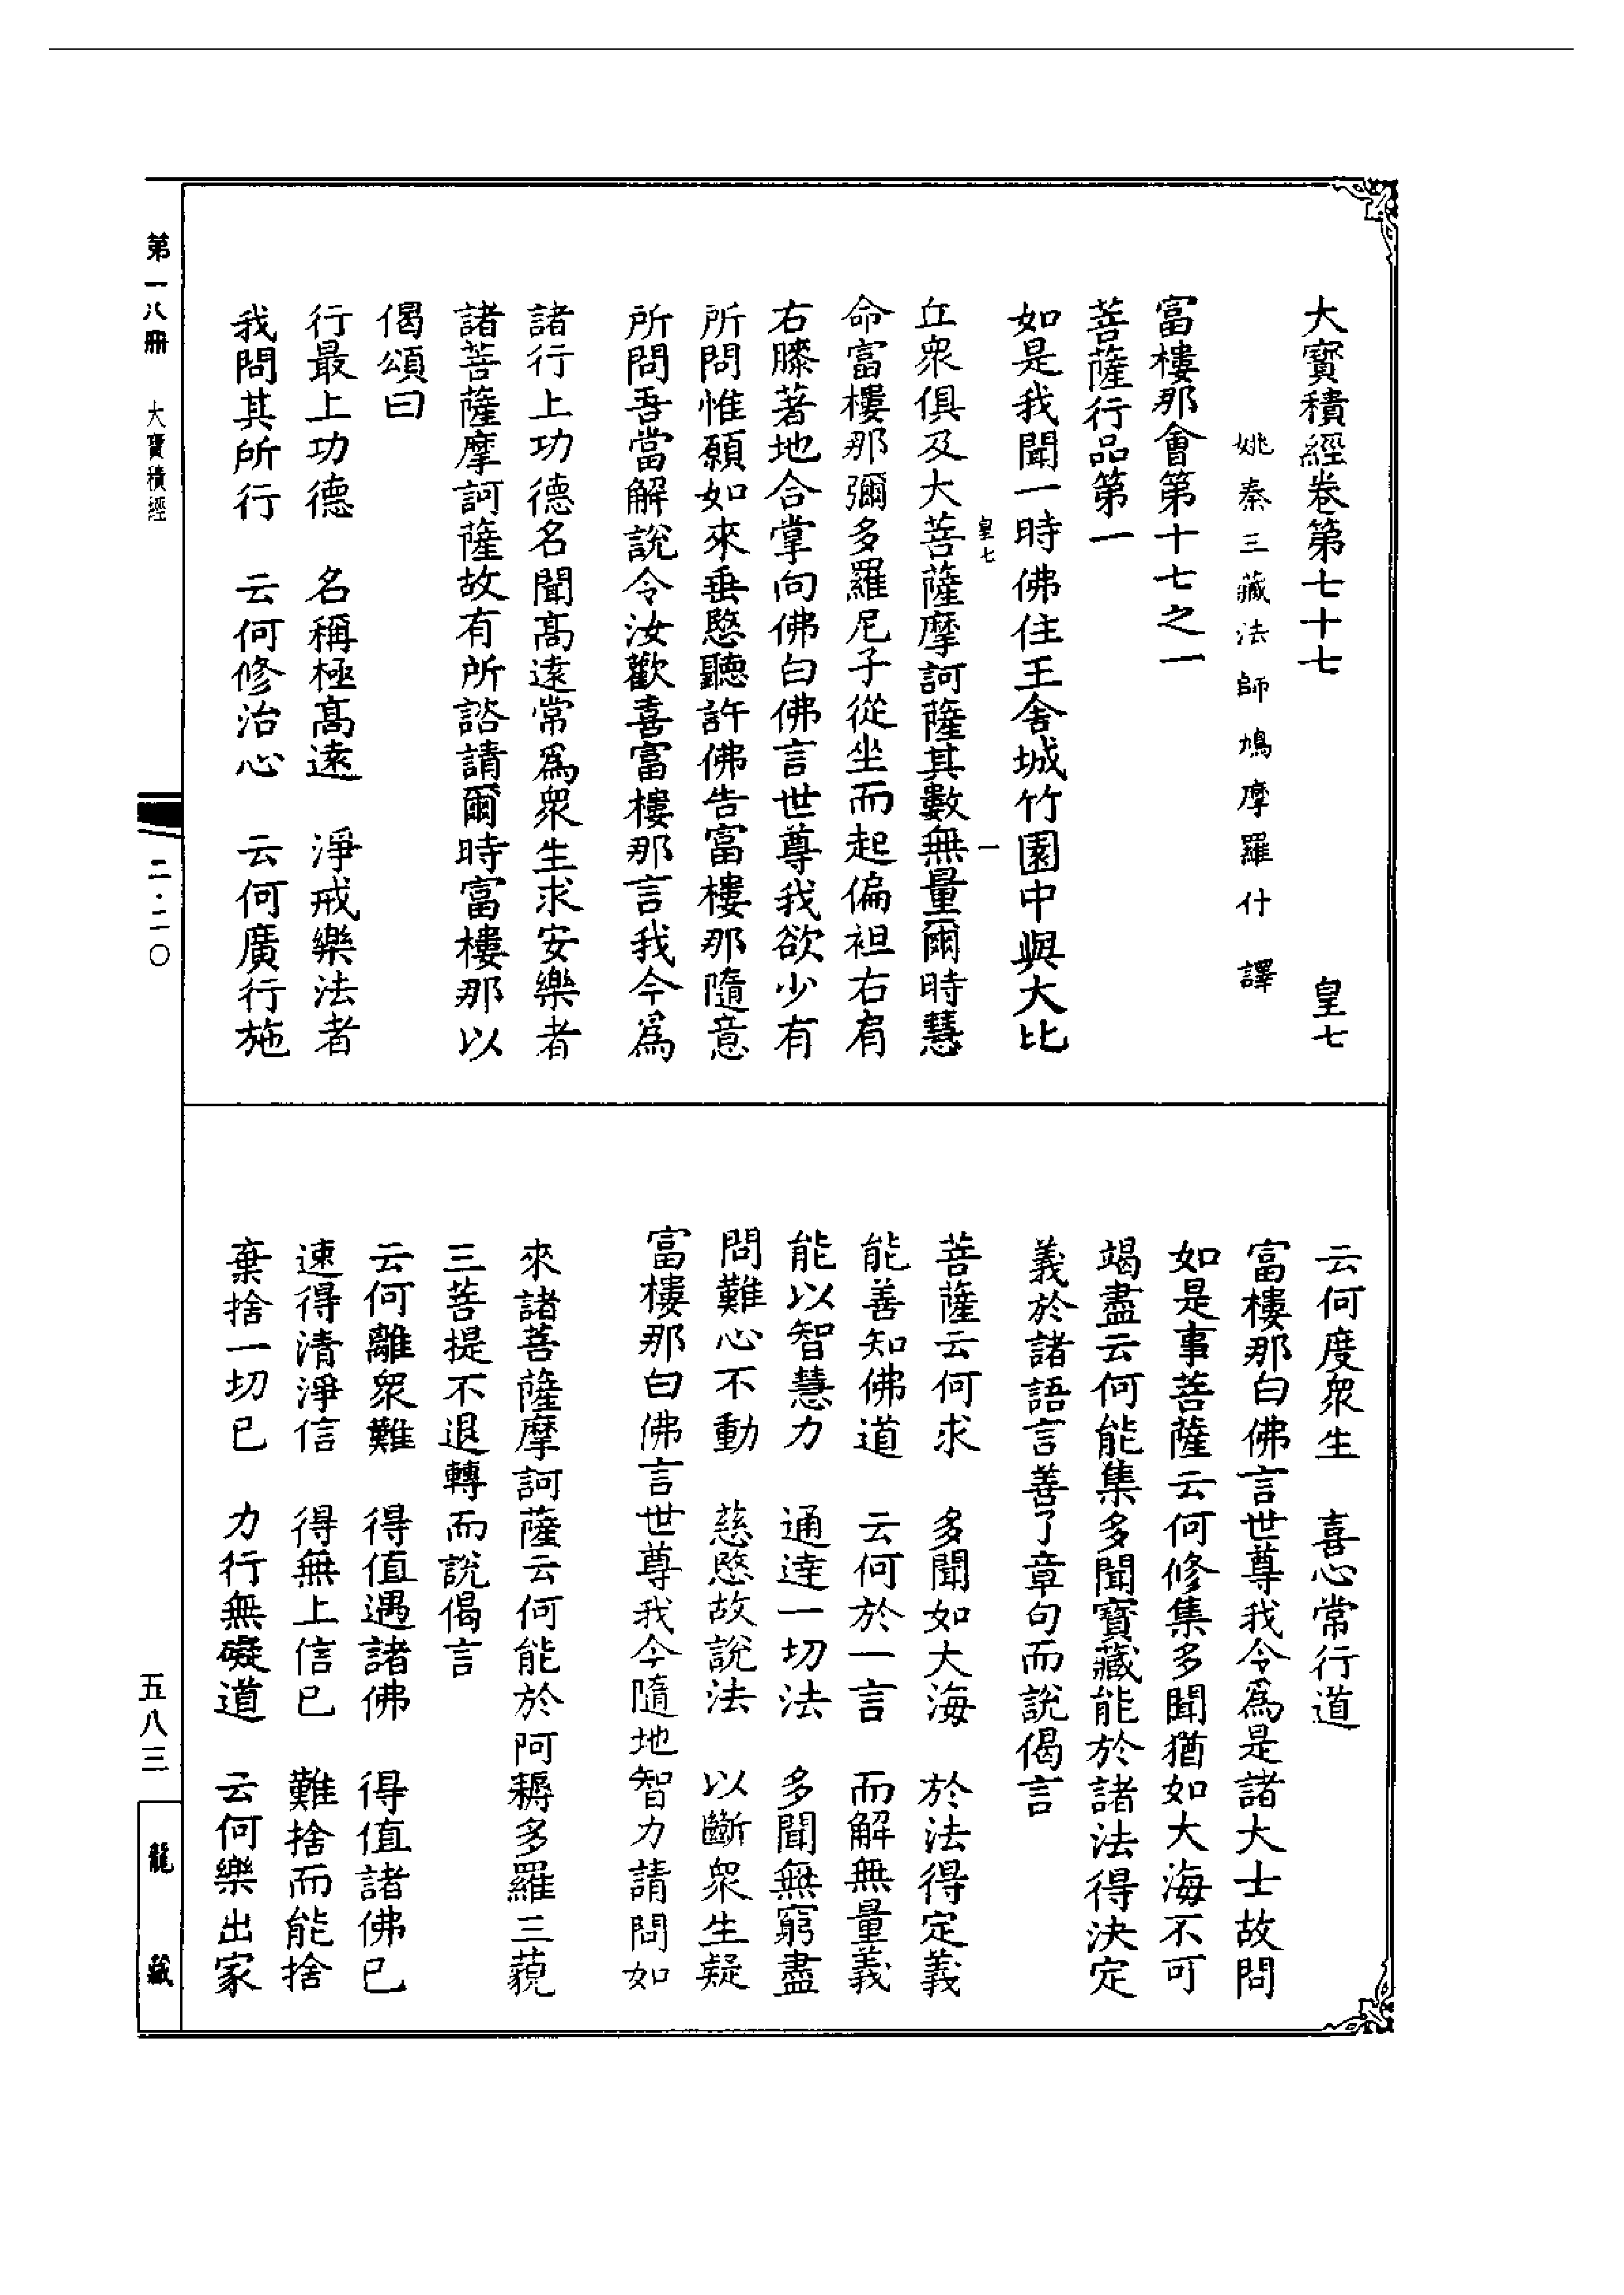 大寳積經卷第七十七　皇七
姚秦三藏法師鳩摩羅什　譯
富樓那會第十七之一
菩薩行品第一
如是我聞一時佛住王舍城竹園中與大比
皇七　一
丘衆俱及大菩薩摩訶薩其數無量爾時慧
命富樓那彌多羅尼子從坐而起偏袒右肩
右膝著地合掌向佛白佛言世尊我欲少有
所問惟願如來垂愍聽許佛告富樓那隨意
所問吾當解說令汝歡喜富樓那言我今爲
諸行上功德名聞髙遠常爲衆生求安樂者
諸菩薩摩訶薩故有所諮請爾時富樓那以
偈頌曰
行最上功德　名稱極髙遠　淨戒樂法者
我問其所行　云何修治心　云何廣行施
云何度衆生　喜心常行道
富樓那白佛言世尊我今爲是諸大士故問
如是事菩薩云何修集多聞猶如大海不可
竭盡云何能集多聞寳藏能於諸法得決定
義於諸語言善了章句而說偈言
菩薩云何求　多聞如大海　於法得定義
能善知佛道　云何於一言　而解無量義
能以智慧力　通達一切法　多聞無窮盡
問難心不動　慈愍故說法　以斷衆生疑
富樓那白佛言世尊我今隨地智力請問如
來諸菩薩摩訶薩云何能於阿耨多羅三藐
三菩提不退轉而說偈言
云何離衆難　得值遇諸佛　得值諸佛已
速得清淨信　得無上信已　難捨而能捨
棄捨一切已　力行無礙道　云何樂出家
第一八冊　大寶積經
二·二〇
五八三
龍藏